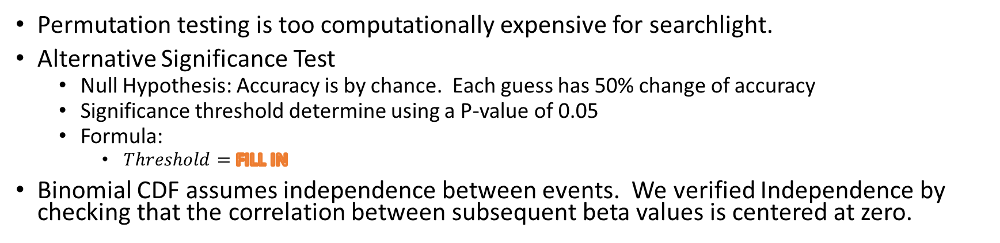 • Permutation testing is too computationally expensive for searchlight.
• Alternative Significance Test
• Null Hypothesis: Accuracy is by chance.  Each guess has 50% change of accuracy
• Significance threshold determine using a P-value of 0.05
• Formula:
• Threshold = FILL IN
• Binomial CDF assumes independence between events.  We verified Independence by
checking that the correlation between subsequent beta values is centered at zero.